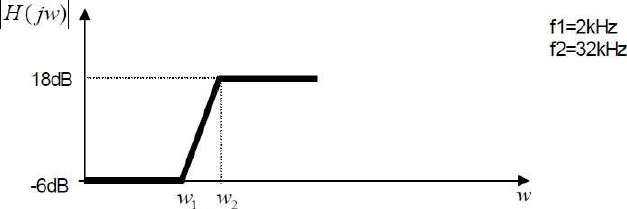 |H(jw)|
f1=2kHz
f2=32kHz
18dB
-6dB
w₁ w₂ w